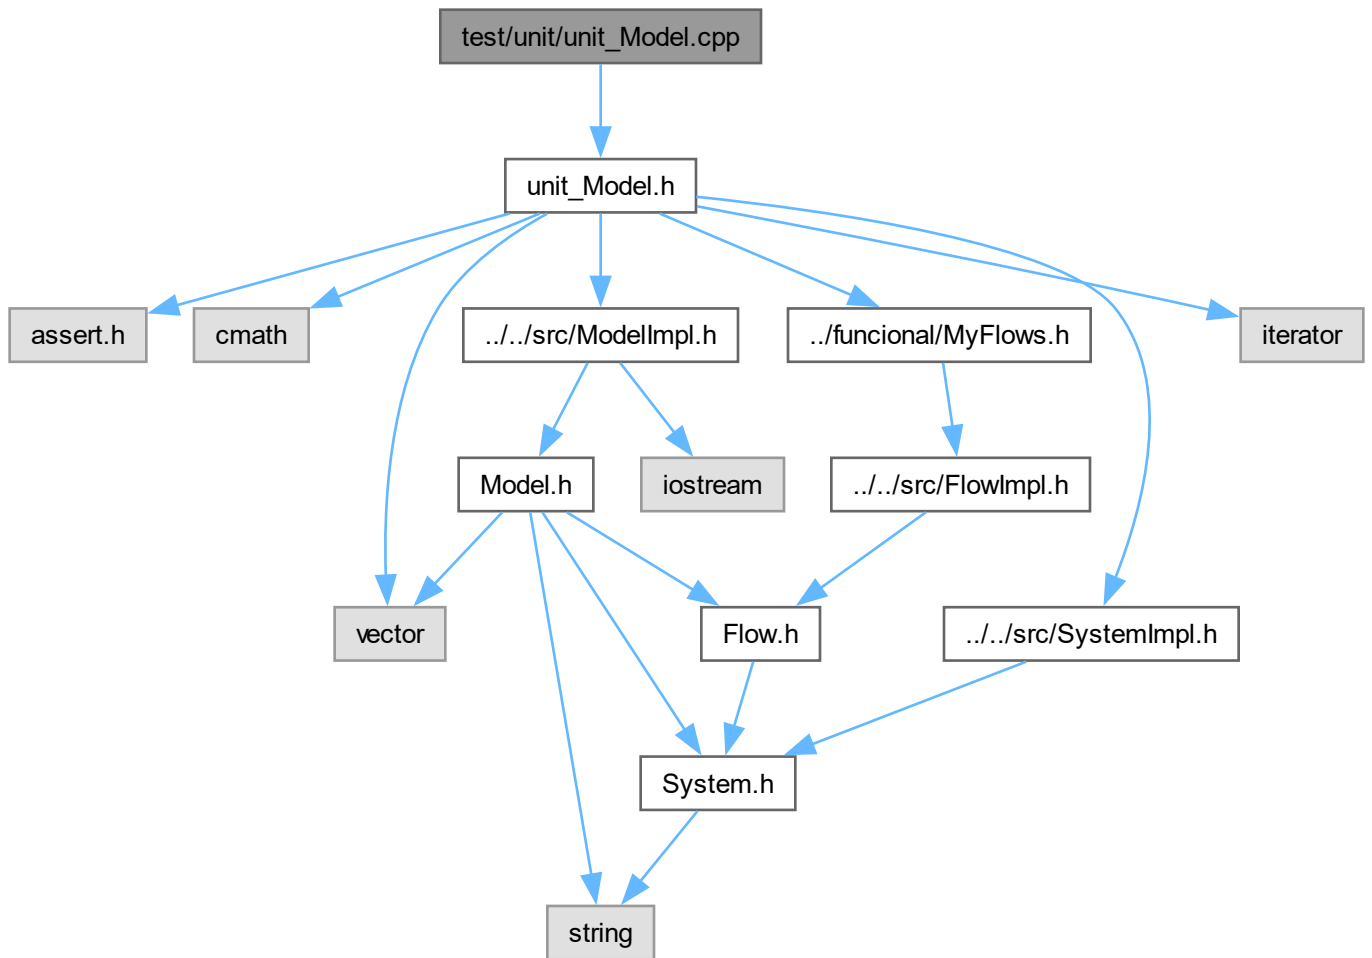 test/unit/unit_Model.cpp
unit_Model.h
assert.h
cmath
../../src/ModelImpl.h
../funcional/MyFlows.h
iterator
Model.h
iostream
../../src/FlowImpl.h
vector
Flow.h
../../src/SystemImpl.h
System.h
string